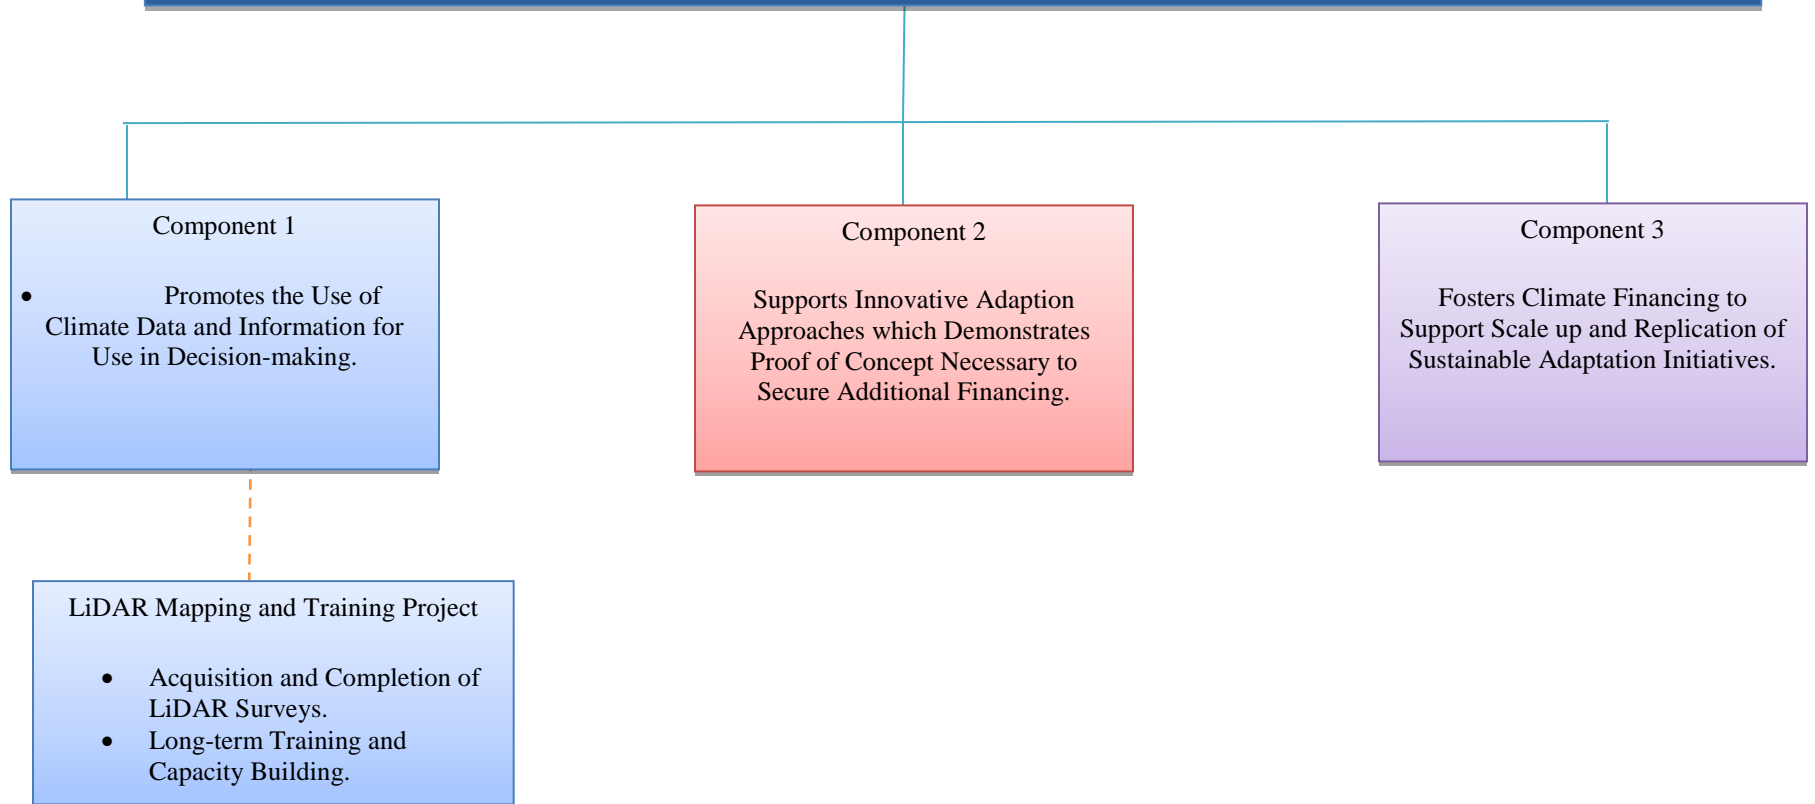 Component 1
• Promotes the Use of
Climate Data and Information for
Use in Decision-making.
Component 2
Supports Innovative Adaption
Approaches which Demonstrates
Proof of Concept Necessary to
Secure Additional Financing.
Component 3
Fosters Climate Financing to
Support Scale up and Replication of
Sustainable Adaptation Initiatives.
LiDAR Mapping and Training Project
• Acquisition and Completion of
LiDAR Surveys.
• Long-term Training and
Capacity Building.